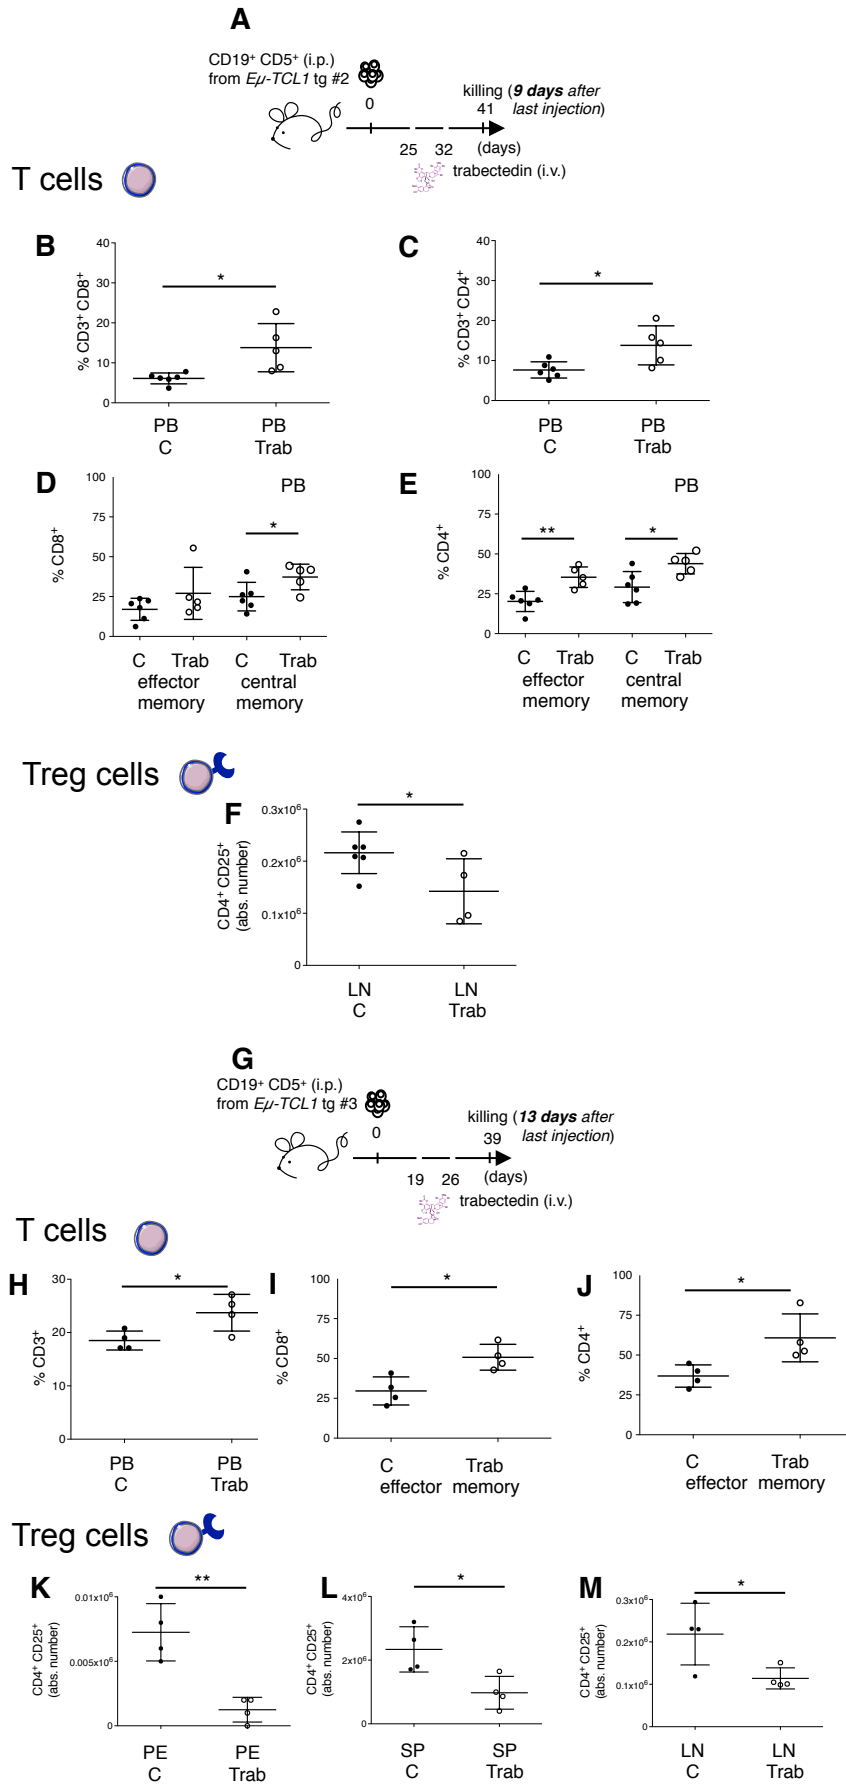 A
CD19+ CD5+ (i.p.)
from Eµ-TCL1 tg #2
0
killing (9 days after
last injection)
41
25 32 (days)
trabectedin (i.v.)
T cells
B
% CD3+ CD8+
40
30
20
10
0
*
PB PB
C Trab
C
% CD3+ CD4+
40
30
20
10
0
*
PB PB
C Trab
D
% CD8+
100
75
50
25
0
PB
*
C Trab C Trab
effector central
memory memory
E
% CD4+
100
75
50
25
0
PB
** *
C Trab C Trab
effector central
memory memory
Treg cells
F
CD4+ CD25+
(abs. number)
0.3x10⁶
0.2x10⁶
0.1x10⁶
0
*
LN LN
C Trab
G
CD19+ CD5+ (i.p.)
from Eµ-TCL1 tg #3
0
killing (13 days after
last injection)
39
19 26 (days)
trabectedin (i.v.)
T cells
H
% CD3+
30
20
10
0
*
PB PB
C Trab
I
% CD8+
100
75
50
25
0
*
C Trab
effector memory
J
% CD4+
100
75
50
25
0
*
C Trab
effector memory
Treg cells
K
CD4+ CD25+
(abs. number)
0.01x10⁶
0.005x10⁶
0
**
PE PE
C Trab
L
CD4+ CD25+
(abs. number)
4x10⁶
2x10⁶
0
*
SP SP
C Trab
M
CD4+ CD25+
(abs. number)
0.3x10⁶
0.2x10⁶
0.1x10⁶
0
*
LN LN
C Trab